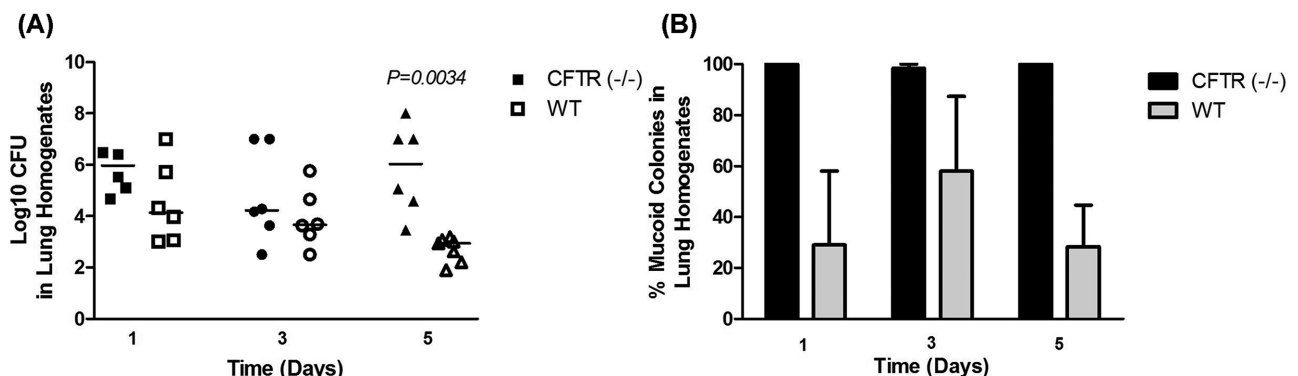 (A)
Log10 CFU
in Lung Homogenates
10
8
6
4
2
0
P=0.0034
CFTR (-/-)
WT
1 3 5
Time (Days)
(B)
% Mucoid Colonies in
Lung Homogenates
100
80
60
40
20
0
CFTR (-/-)
WT
1 3 5
Time (Days)